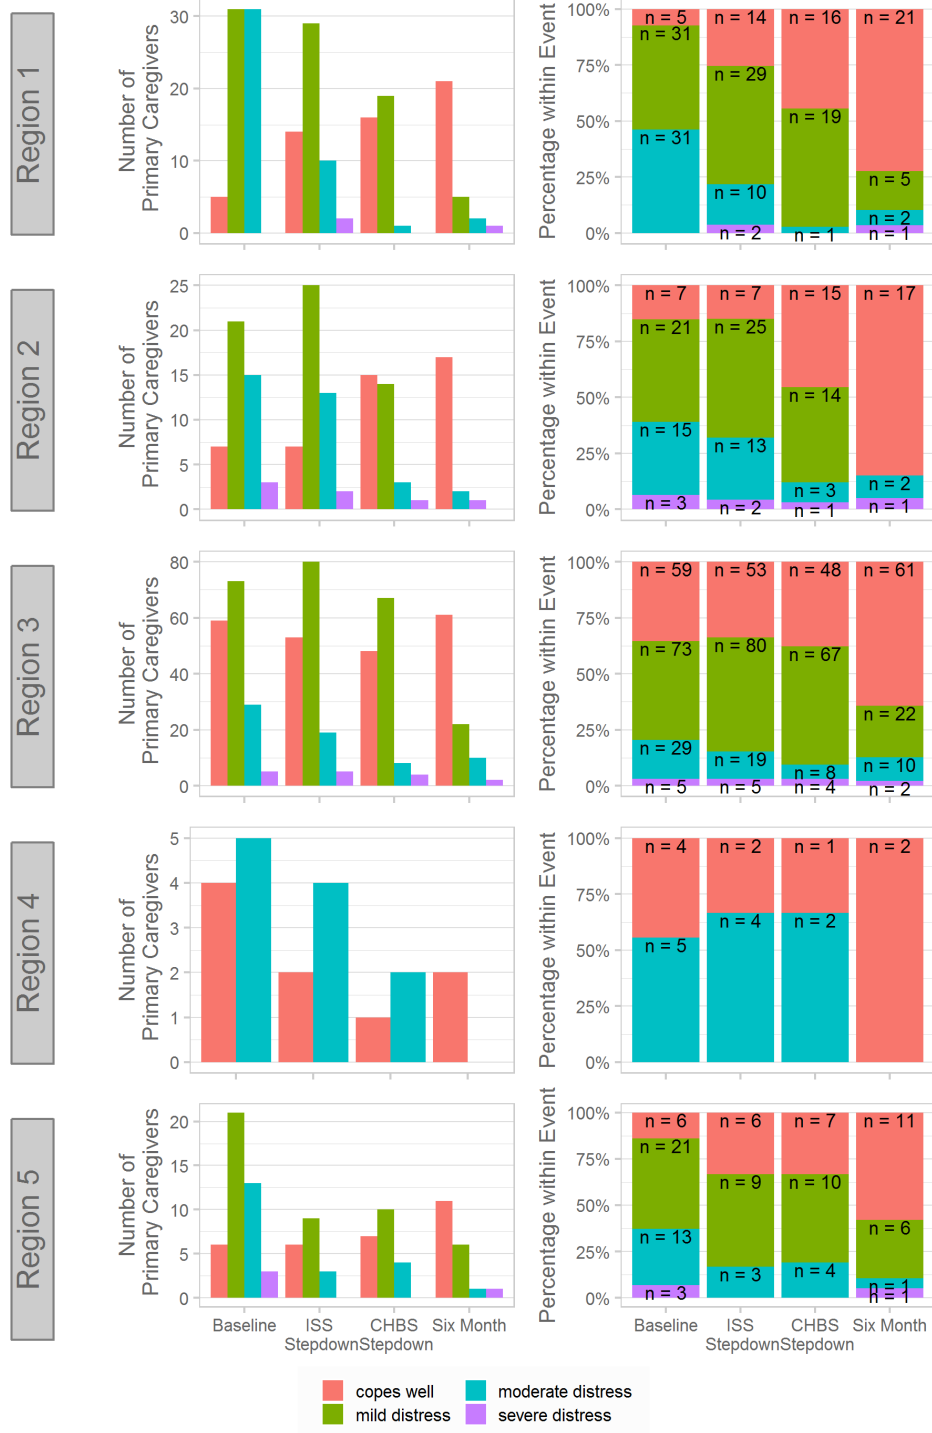 Region 1
Number of
Primary Caregivers
30
20
10
0
Percentage within Event
100%
75%
50%
25%
0%
n = 5
n = 14
n = 16
n = 21
n = 31
n = 29
n = 19
n = 5
n = 31
n = 10
n = 1
n = 2
n = 2
n = 1
Region 2
Number of
Primary Caregivers
25
20
15
10
5
0
Percentage within Event
100%
75%
50%
25%
0%
n = 7
n = 7
n = 15
n = 17
n = 21
n = 25
n = 14
n = 15
n = 13
n = 3
n = 2
n = 3
n = 2
n = 1
n = 1
Region 3
Number of
Primary Caregivers
80
60
40
20
0
Percentage within Event
100%
75%
50%
25%
0%
n = 59
n = 53
n = 48
n = 61
n = 73
n = 80
n = 67
n = 22
n = 29
n = 19
n = 8
n = 10
n = 5
n = 5
n = 4
n = 2
Region 4
Number of
Primary Caregivers
5
4
3
2
1
0
Percentage within Event
100%
75%
50%
25%
0%
n = 4
n = 2
n = 1
n = 2
n = 5
n = 4
n = 2
Region 5
Number of
Primary Caregivers
20
15
10
5
0
Percentage within Event
100%
75%
50%
25%
0%
n = 6
n = 6
n = 7
n = 11
n = 21
n = 9
n = 10
n = 6
n = 13
n = 3
n = 4
n = 1
n = 3
n = 1
Baseline
ISS
Stepdown
CHBS
Stepdown
Six Month
Baseline
ISS
Stepdown
CHBS
Stepdown
Six Month
copes well
moderate distress
mild distress
severe distress